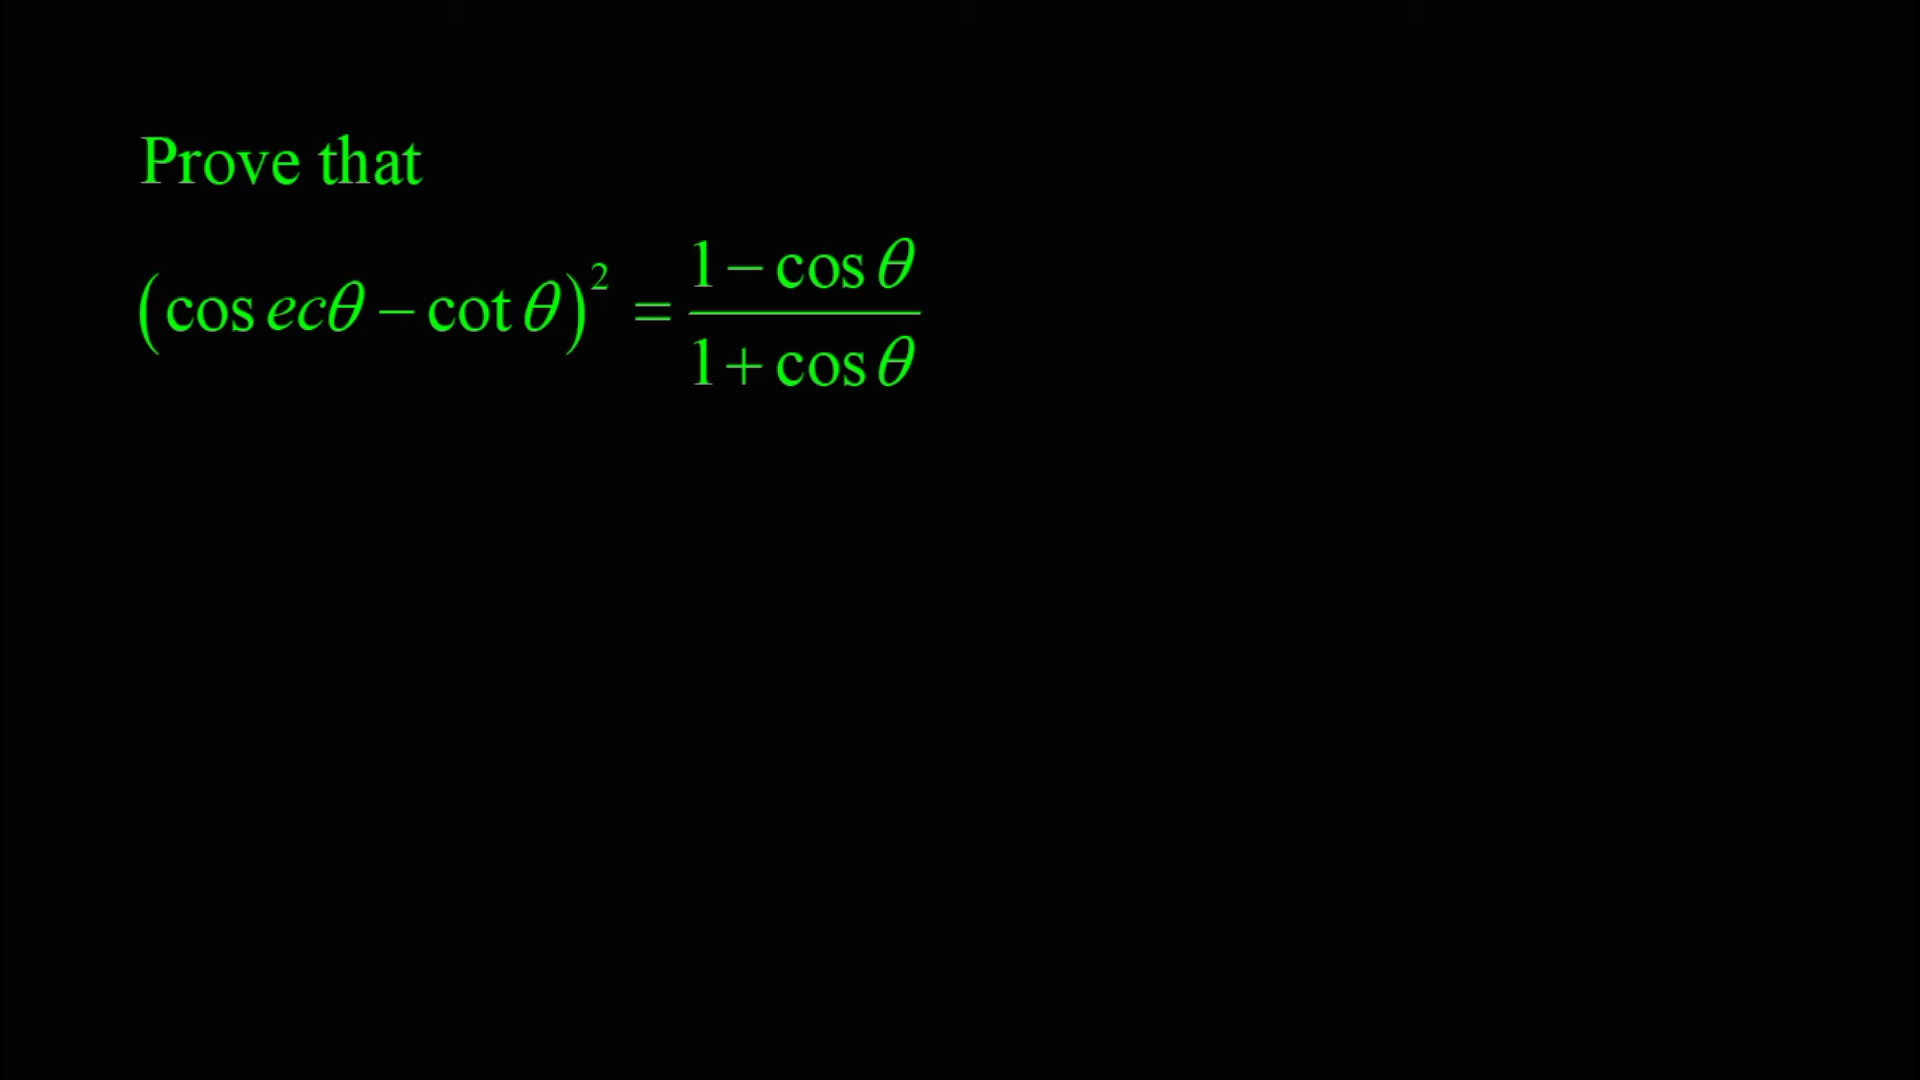 Prove that
(cos ecθ − cot θ)² = (1 − cos θ)/(1 + cos θ)